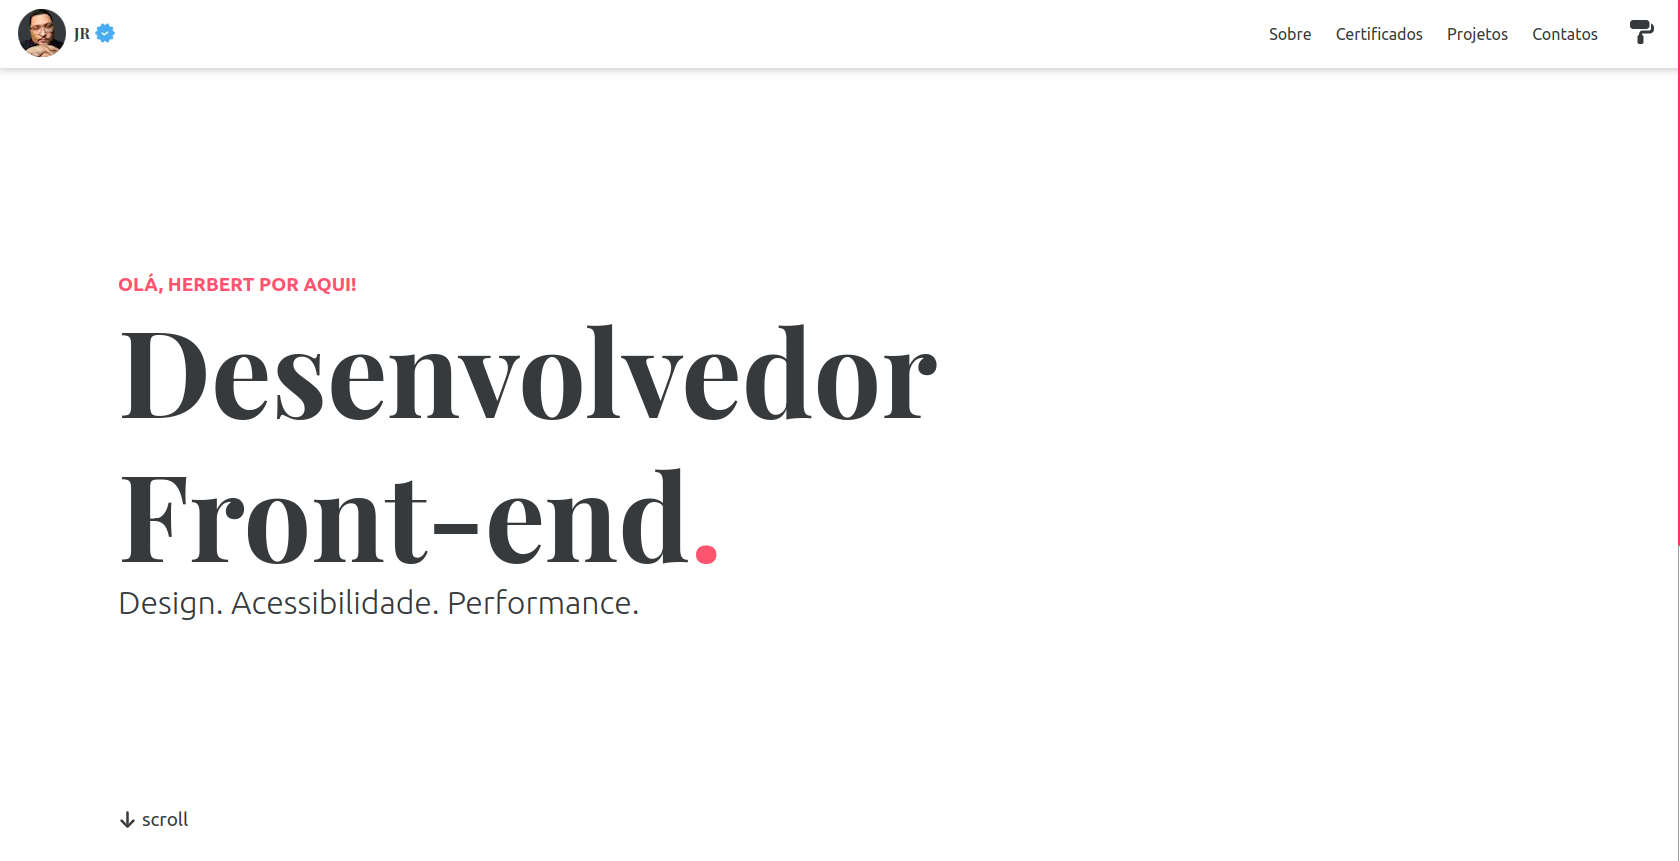 JR
Sobre
Certificados
Projetos
Contatos
OLÁ, HERBERT POR AQUI!
Desenvolvedor
Front-end.
Design. Acessibilidade. Performance.
scroll